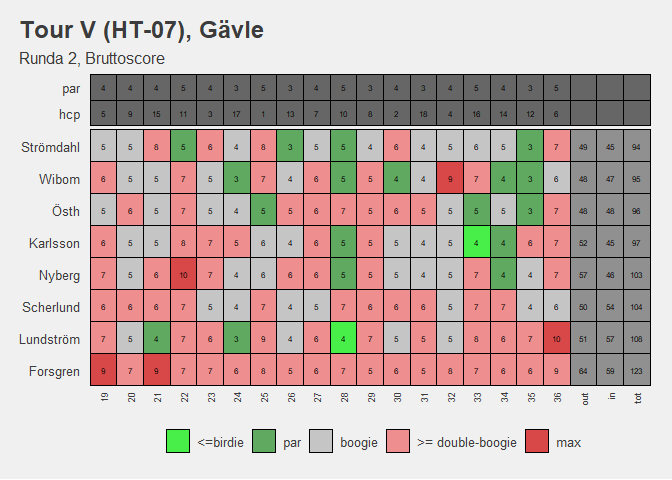 Tour V (HT-07), Gävle
Runda 2, Bruttoscore
par 4 4 4 5 4 3 5 3 4 5 3 4 3 4 5 4 3 4
hcp 5 9 15 11 3 17 1 13 7 10 8 2 18 4 16 14 12 6
Strömdahl 5 5 8 5 6 4 8 3 5 5 4 6 4 5 6 5 3 7 49 45 94
Wibom 6 5 5 7 5 3 7 4 6 5 5 4 4 9 7 4 3 6 48 47 95
Östh 5 6 5 7 5 4 5 5 6 7 5 6 5 5 5 5 3 7 48 48 96
Karlsson 6 5 5 8 7 5 6 4 6 5 5 5 4 5 4 4 6 7 52 45 97
Nyberg 7 5 6 10 7 4 6 6 6 5 5 5 4 5 7 4 4 7 57 46 103
Scherlund 6 6 6 7 5 4 7 4 5 7 6 6 6 5 7 7 4 6 50 54 104
Lundström 7 5 4 7 6 3 9 4 6 4 7 5 5 5 8 6 7 10 51 57 108
Forsgren 9 7 9 7 7 6 8 5 6 7 5 6 5 8 7 6 6 9 64 59 123
19 20 21 22 23 24 25 26 27 28 29 30 31 32 33 34 35 36 out in tot
<=birdie par boogie >= double-boogie max